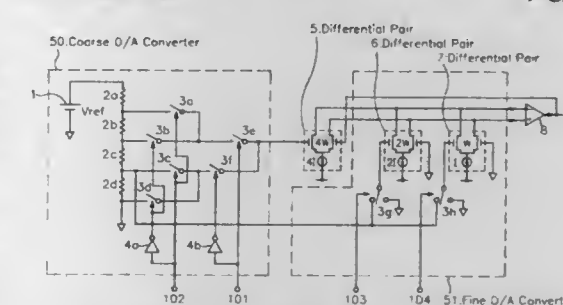 5.Differential Pair
50.Coarse D/A Converter
6.Differential Pair
7.Differential Pair
1
Vref
2a
2b
2c
2d
3a
3b
3c
3d
3e
3f
4a
4b
4w
4I
2w
2I
w
I
8
3g
3h
102
101
103
104
51.Fine D/A Convert